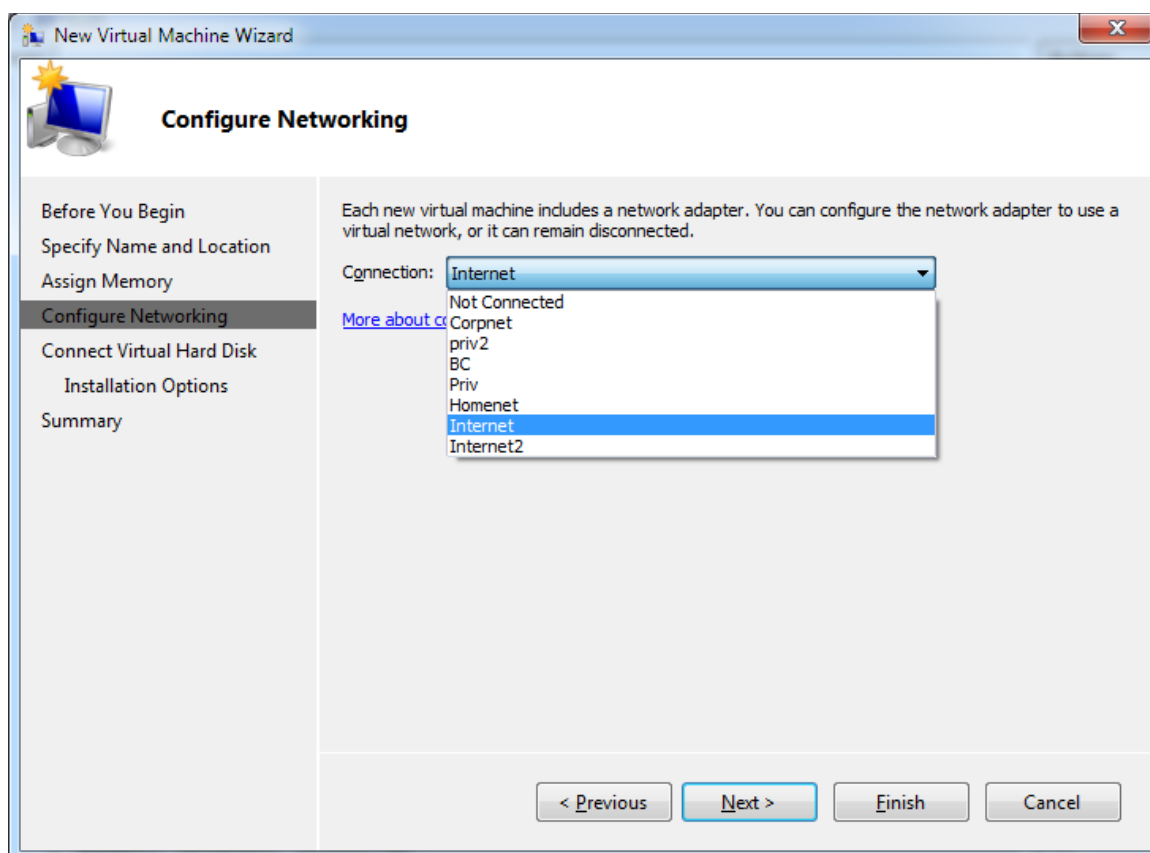 New Virtual Machine Wizard
Configure Networking
Before You Begin
Specify Name and Location
Assign Memory
Configure Networking
Connect Virtual Hard Disk
Installation Options
Summary
Each new virtual machine includes a network adapter. You can configure the network adapter to use a
virtual network, or it can remain disconnected.
Connection: Internet
Not Connected
More about
Corpnet
priv2
BC
Priv
Homenet
Internet
Internet2
< Previous Next > Finish Cancel